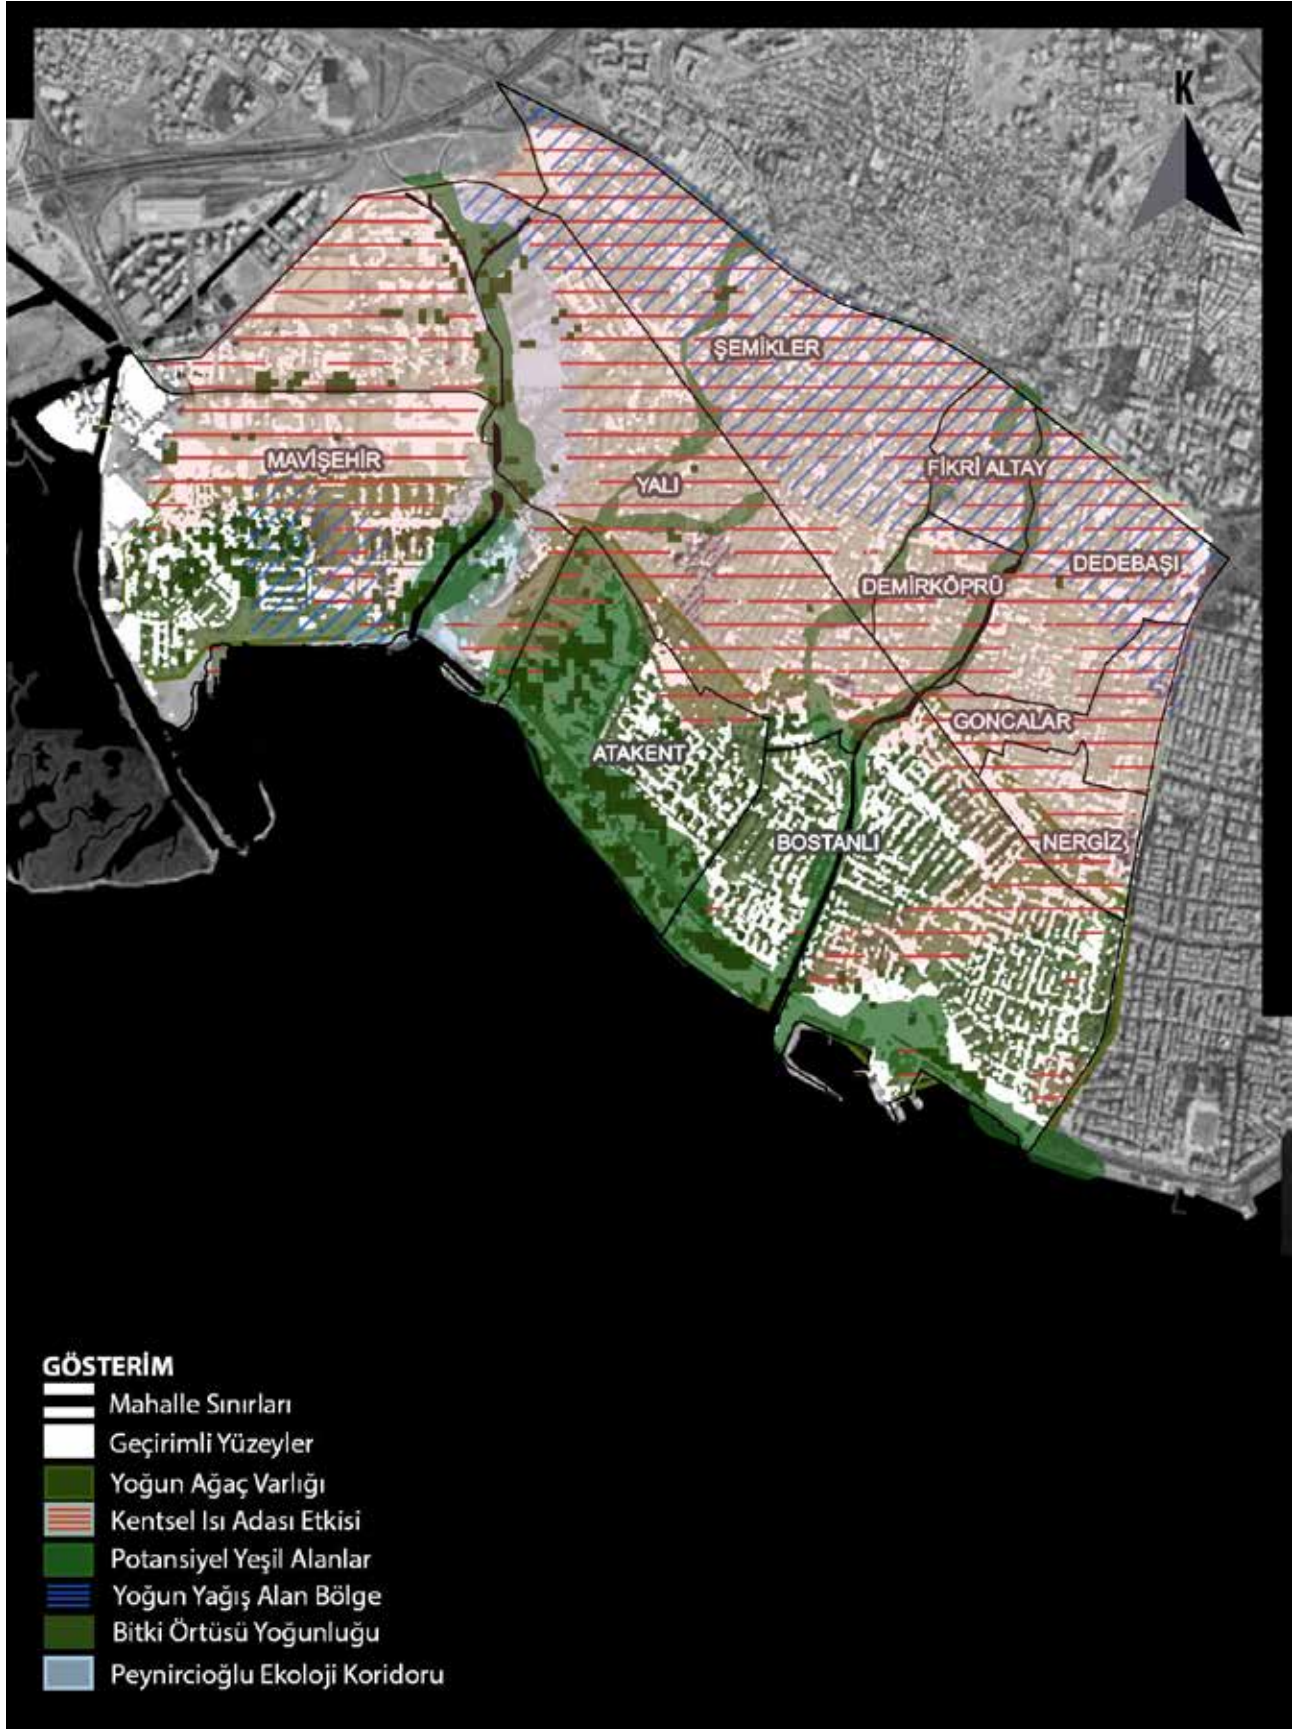 K
ŞEMİKLER
MAVİŞEHİR
FİKRİ ALTAY
YALI
DEDEBAŞI
DEMİRKÖPRÜ
GONCALAR
ATAKENT
BOSTANLI
NERGİZ
GÖSTERİM
Mahalle Sınırları
Geçirimli Yüzeyler
Yoğun Ağaç Varlığı
Kentsel Isı Adası Etkisi
Potansiyel Yeşil Alanlar
Yoğun Yağış Alan Bölge
Bitki Örtüsü Yoğunluğu
Peynircioğlu Ekoloji Koridoru